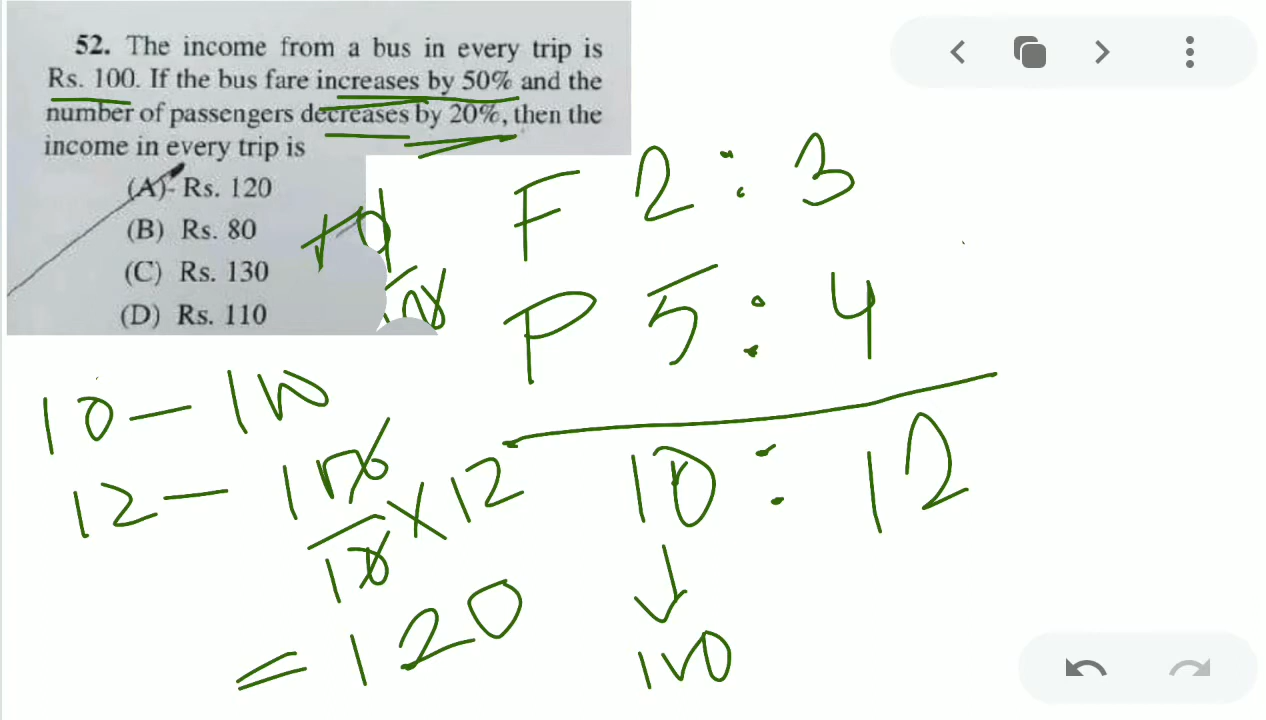 52. The income from a bus in every trip is
Rs. 100. If the bus fare increases by 50% and the
number of passengers decreases by 20%, then the
income in every trip is
(A) Rs. 120
(B) Rs. 80
(C) Rs. 130
(D) Rs. 110
F 2 : 3
P 5 : 4
10 : 12
100
10 — 100
12 — 100/10 × 12
= 120